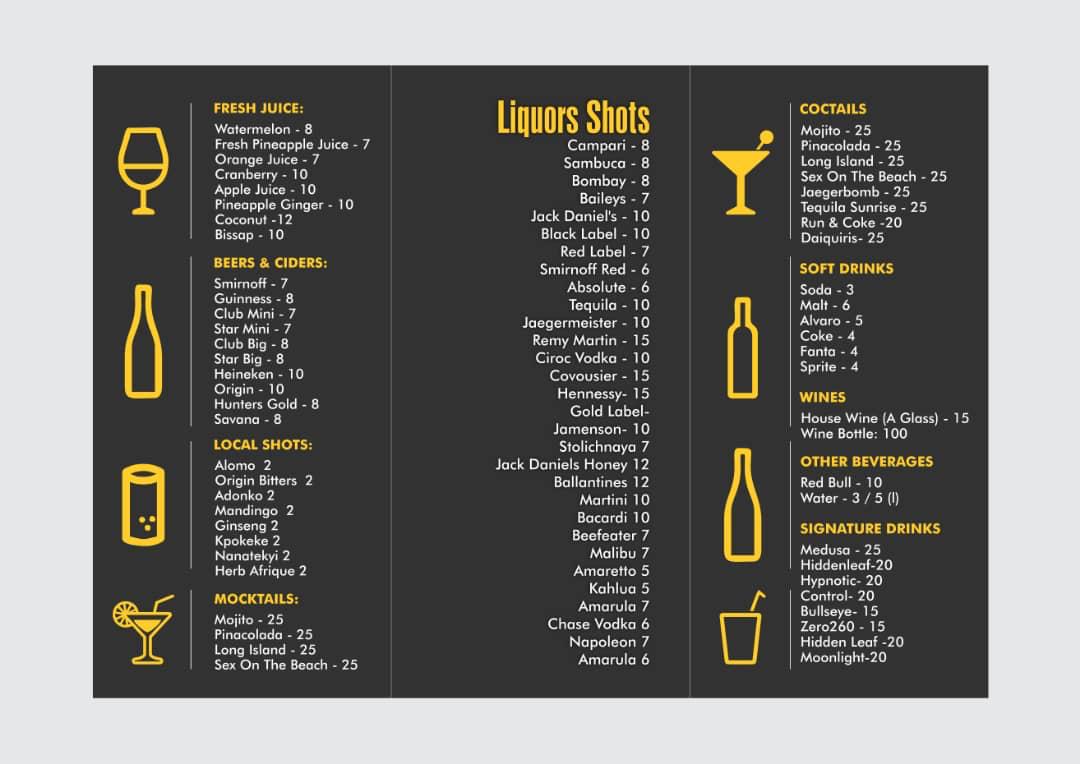 FRESH JUICE:
Watermelon - 8
Fresh Pineapple Juice - 7
Orange Juice - 7
Cranberry - 10
Apple Juice - 10
Pineapple Ginger - 10
Coconut -12
Bissap - 10
BEERS & CIDERS:
Smirnoff - 7
Guinness - 8
Club Mini - 7
Star Mini - 7
Club Big - 8
Star Big - 8
Heineken - 10
Origin - 10
Hunters Gold - 8
Savana - 8
LOCAL SHOTS:
Alomo  2
Origin Bitters  2
Adonko 2
Mandingo  2
Ginseng 2
Kpokeke 2
Nanatekyi 2
Herb Afrique 2
MOCKTAILS:
Mojito - 25
Pinacolada - 25
Long Island - 25
Sex On The Beach - 25
Liquors Shots
Campari - 8
Sambuca - 8
Bombay - 8
Baileys - 7
Jack Daniel's - 10
Black Label - 10
Red Label - 7
Smirnoff Red - 6
Absolute - 6
Tequila - 10
Jaegermeister - 10
Remy Martin - 15
Ciroc Vodka - 10
Covousier - 15
Hennessy- 15
Gold Label-
Jamenson- 10
Stolichnaya 7
Jack Daniels Honey 12
Ballantines 12
Martini 10
Bacardi 10
Beefeater 7
Malibu 7
Amaretto 5
Kahlua 5
Amarula 7
Chase Vodka 6
Napoleon 7
Amarula 6
COCTAILS
Mojito - 25
Pinacolada - 25
Long Island - 25
Sex On The Beach - 25
Jaegerbomb - 25
Tequila Sunrise - 25
Run & Coke -20
Daiquiris- 25
SOFT DRINKS
Soda - 3
Malt - 6
Alvaro - 5
Coke - 4
Fanta - 4
Sprite - 4
WINES
House Wine (A Glass) - 15
Wine Bottle: 100
OTHER BEVERAGES
Red Bull - 10
Water - 3 / 5 (l)
SIGNATURE DRINKS
Medusa - 25
Hiddenleaf-20
Hypnotic- 20
Control- 20
Bullseye- 15
Zero260 - 15
Hidden Leaf -20
Moonlight-20